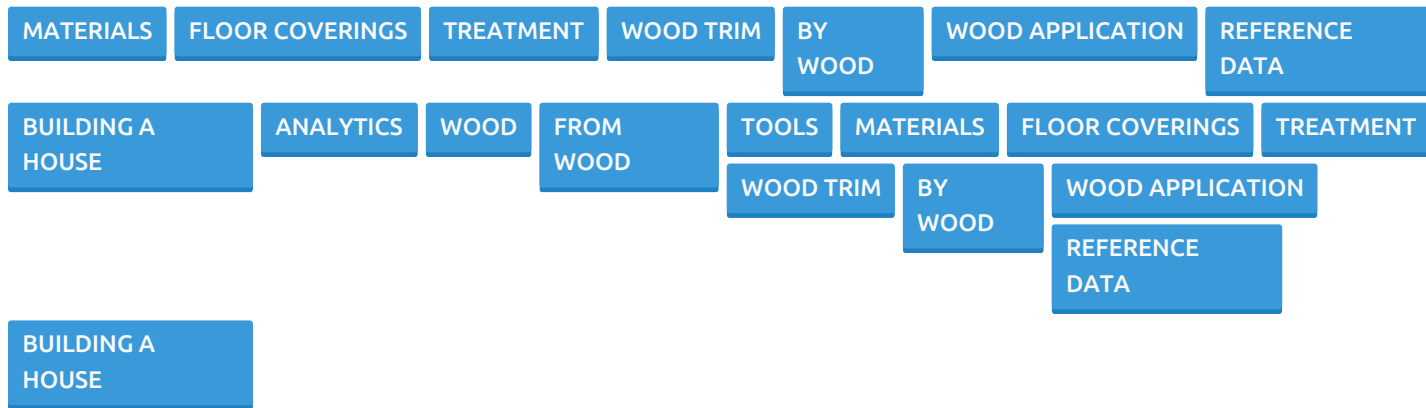 MATERIALS FLOOR COVERINGS TREATMENT WOOD TRIM BY WOOD WOOD APPLICATION REFERENCE DATA
BUILDING A HOUSE ANALYTICS WOOD FROM WOOD TOOLS MATERIALS FLOOR COVERINGS TREATMENT
WOOD TRIM BY WOOD WOOD APPLICATION
REFERENCE DATA
BUILDING A HOUSE